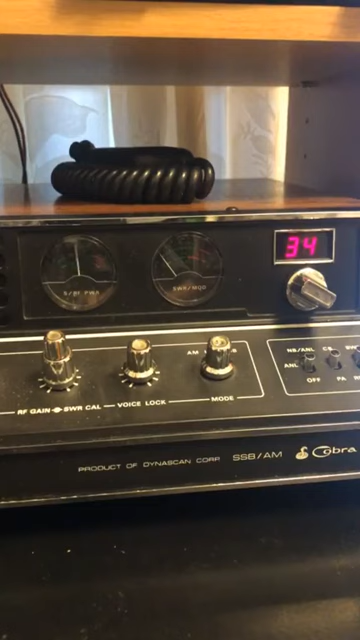 34
S/RF PWR
SWR/MOD
AM
NB/ANL
CB
ANL
OFF
PA
RF GAIN SWR CAL
VOICE LOCK
MODE
PRODUCT OF DYNASCAN CORP
SSB/AM
Cobra